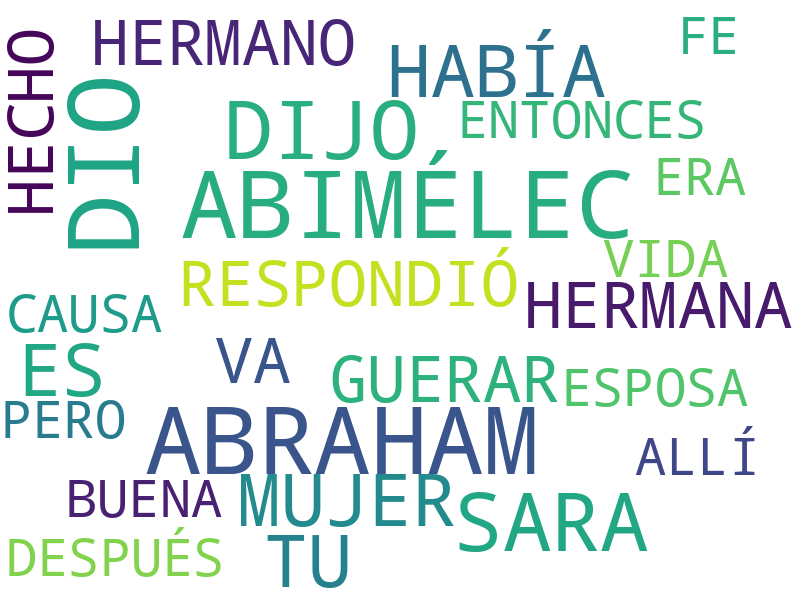 HERMANO
FE
HABÍA
HECHO
DIO
DIJO
ENTONCES
ERA
ABIMÉLEC
VIDA
RESPONDIÓ
HERMANA
CAUSA
VA
ES
GUERAR
ESPOSA
PERO
ABRAHAM
ALLÍ
BUENA
MUJER
SARA
DESPUÉS
TU